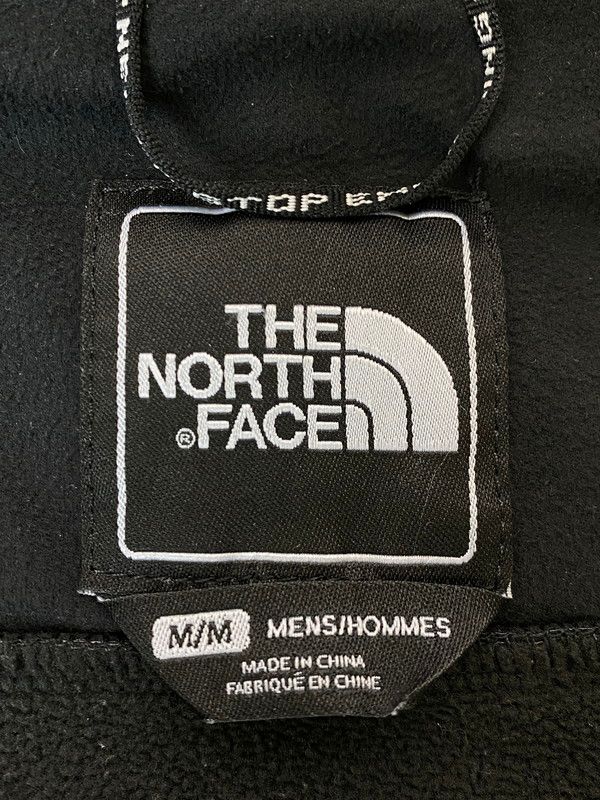 STOP
THE
NORTH
®FACE
M/M MENS/HOMMES
MADE IN CHINA
FABRIQUÉ EN CHINE